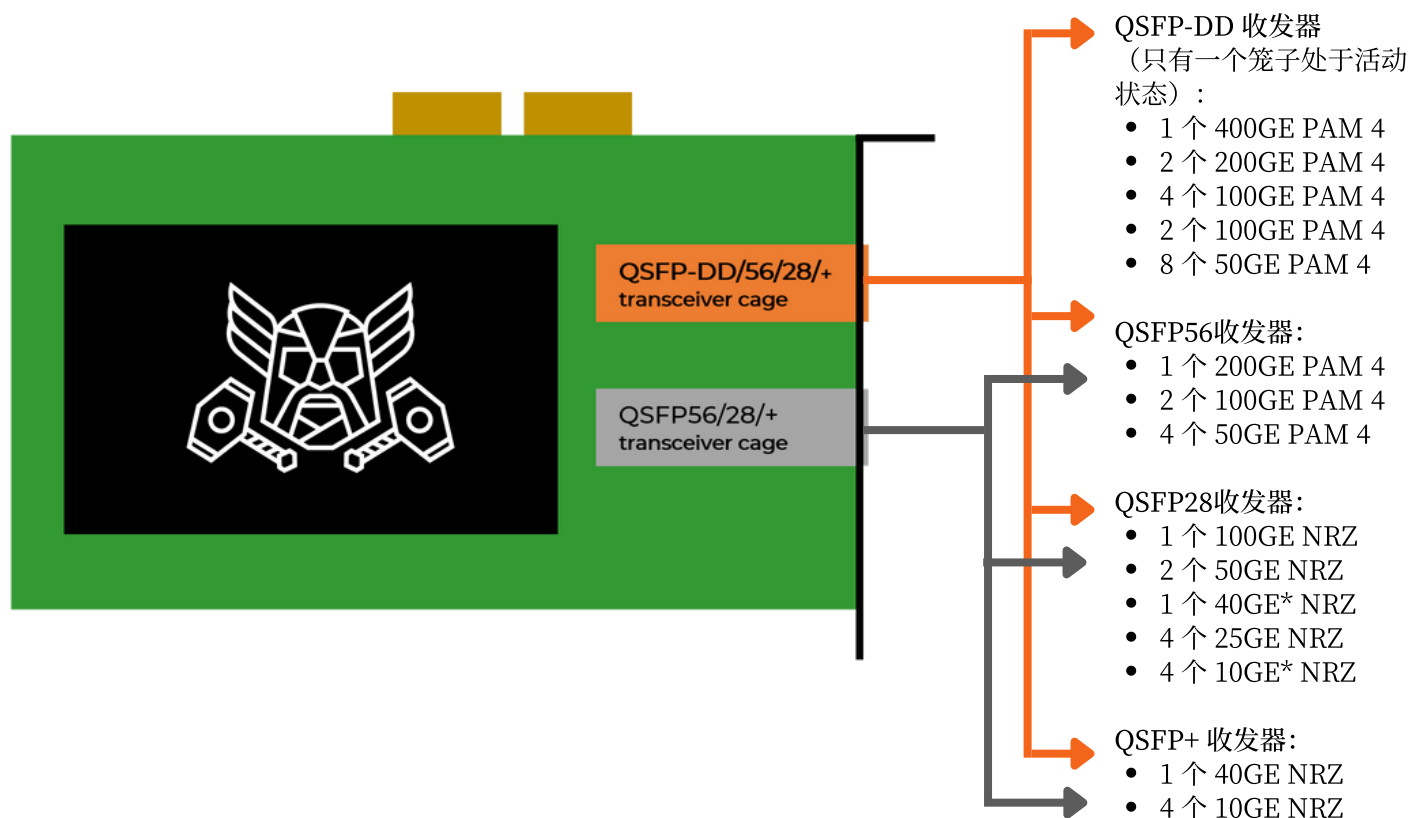 QSFP-DD/56/28/+
transceiver cage
QSFP56/28/+
transceiver cage
QSFP-DD 收发器
（只有一个笼子处于活动
状态）:
• 1 个 400GE PAM 4
• 2 个 200GE PAM 4
• 4 个 100GE PAM 4
• 2 个 100GE PAM 4
• 8 个 50GE PAM 4
QSFP56收发器:
• 1 个 200GE PAM 4
• 2 个 100GE PAM 4
• 4 个 50GE PAM 4
QSFP28收发器:
• 1 个 100GE NRZ
• 2 个 50GE NRZ
• 1 个 40GE* NRZ
• 4 个 25GE NRZ
• 4 个 10GE* NRZ
QSFP+ 收发器:
• 1 个 40GE NRZ
• 4 个 10GE NRZ